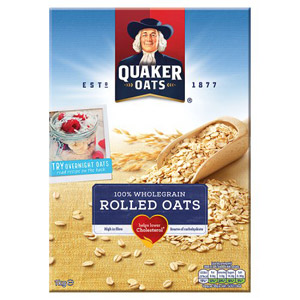 QUAKER
OATS
ESTD 1877
®
TRY OVERNIGHT OATS
100% WHOLEGRAIN
ROLLED OATS
helps lower
Cholesterol
High in fibre
Source of carbohydrate
1kg e